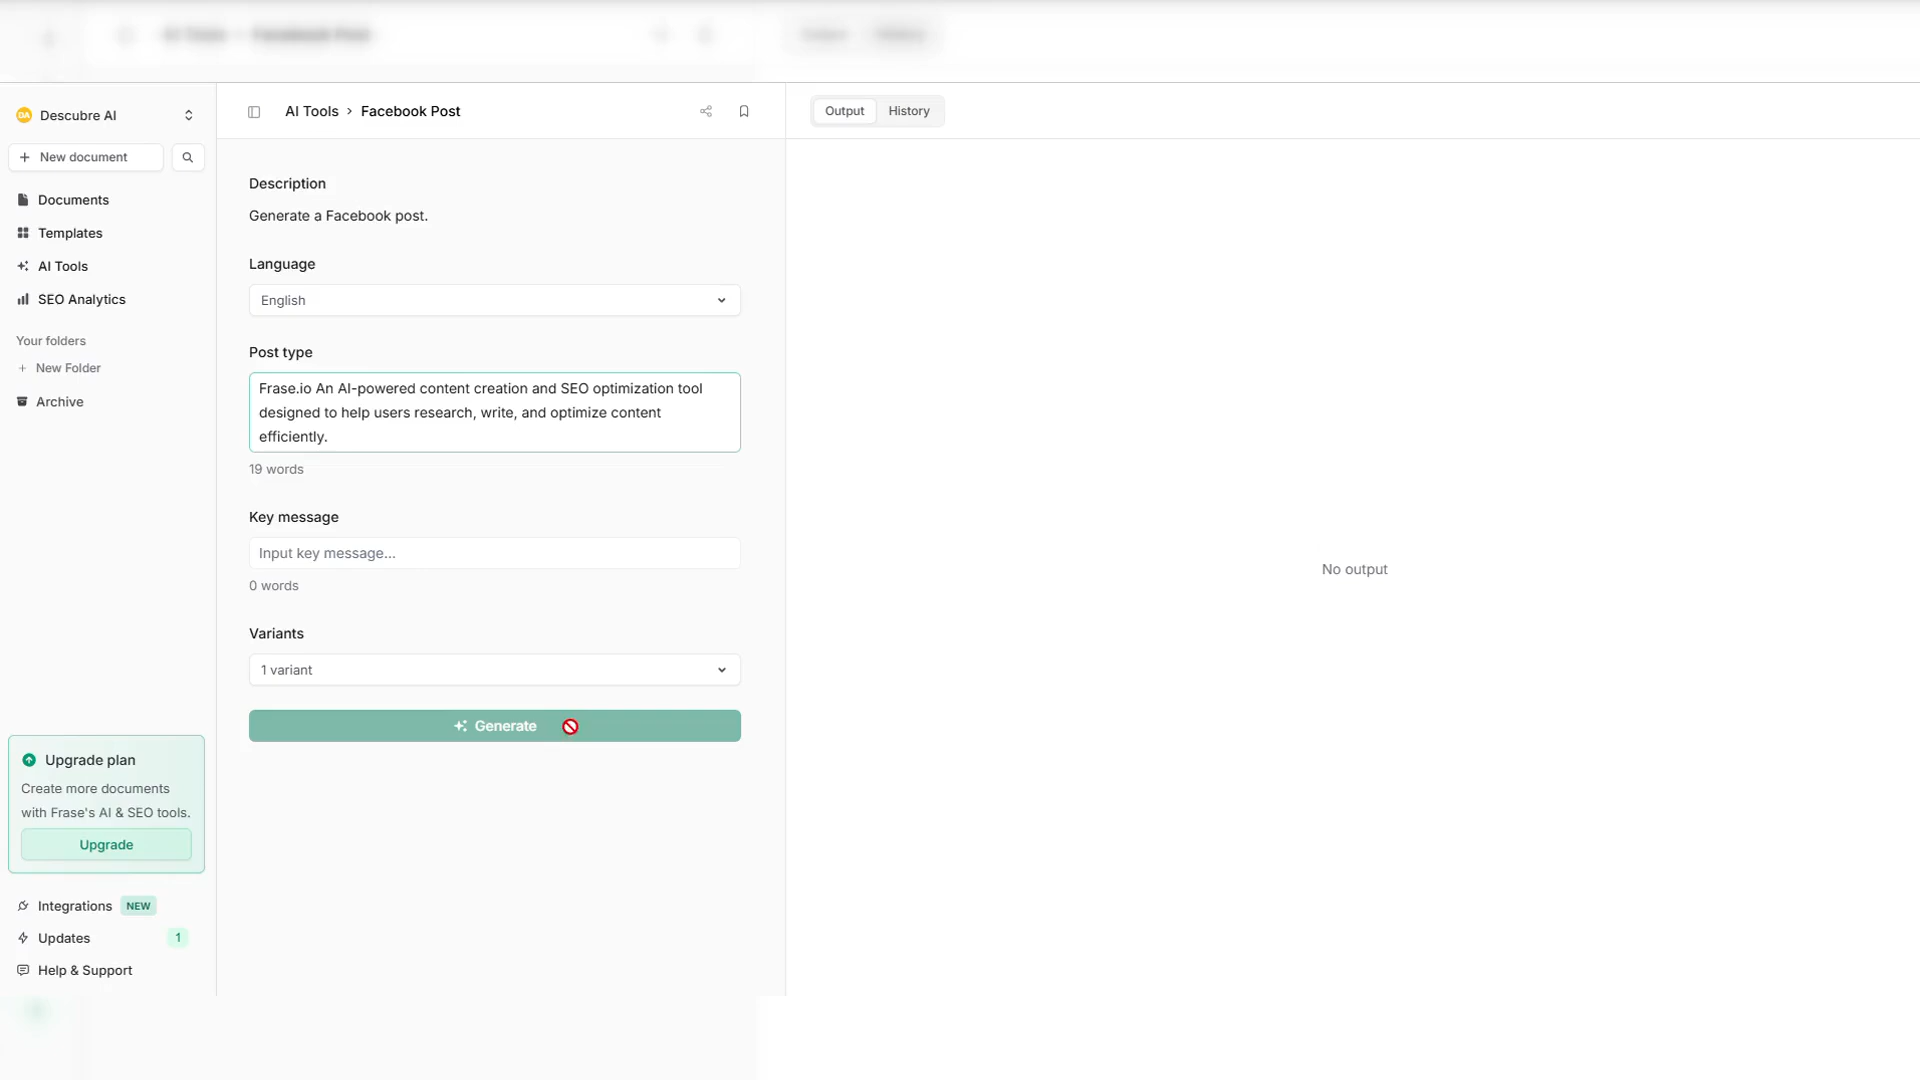 DA Descubre AI
New document
Documents
Templates
AI Tools
SEO Analytics
Your folders
New Folder
Archive
Upgrade plan
Create more documents
with Frase's AI & SEO tools.
Upgrade
Integrations NEW
Updates 1
Help & Support
AI Tools > Facebook Post
Description
Generate a Facebook post.
Language
English
Post type
Frase.io An AI-powered content creation and SEO optimization tool
designed to help users research, write, and optimize content
efficiently.
19 words
Key message
Input key message...
0 words
Variants
1 variant
Generate
Output History
No output